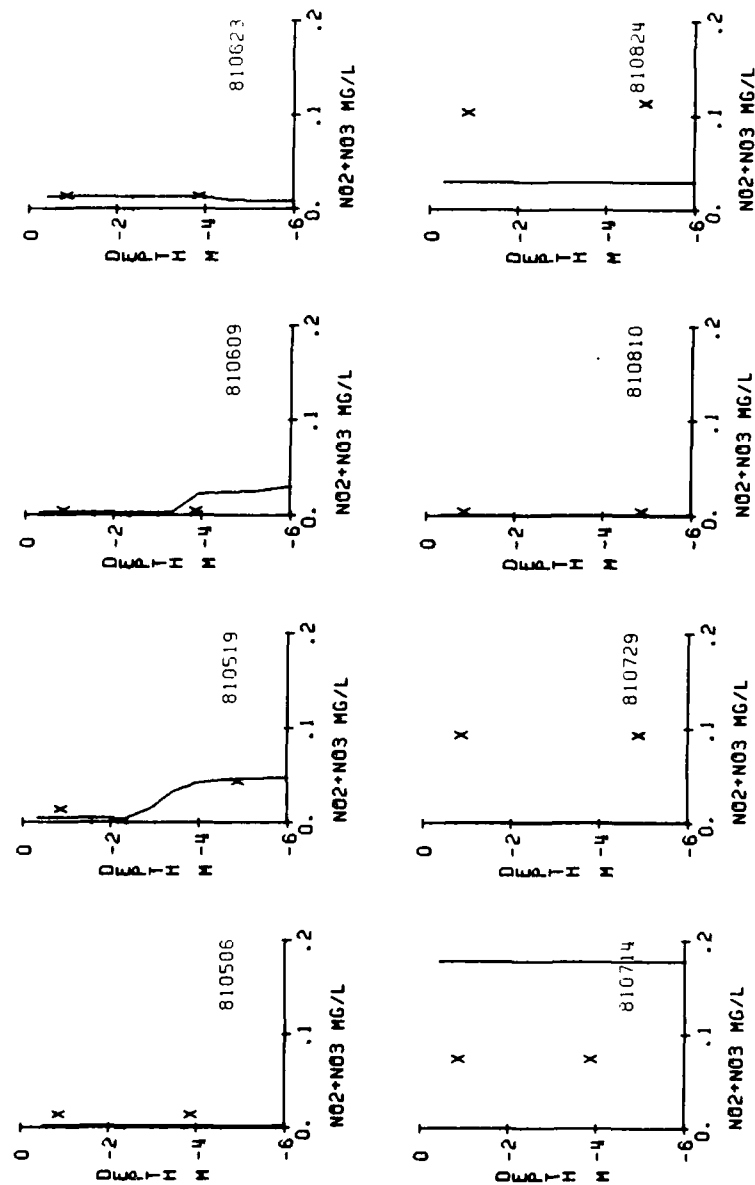 0
-2
DEPTH M
-4
-6
810506
0. .1 .2
NO2+NO3 MG/L
0
-2
DEPTH M
-4
-6
810519
0. .1 .2
NO2+NO3 MG/L
0
-2
DEPTH M
-4
-6
810609
0. .1 .2
NO2+NO3 MG/L
0
-2
DEPTH M
-4
-6
810623
0. .1 .2
NO2+NO3 MG/L
0
-2
DEPTH M
-4
-6
810714
0. .1 .2
NO2+NO3 MG/L
0
-2
DEPTH M
-4
-6
810729
0. .1 .2
NO2+NO3 MG/L
0
-2
DEPTH M
-4
-6
810810
0. .1 .2
NO2+NO3 MG/L
0
-2
DEPTH M
-4
-6
810824
0. .1 .2
NO2+NO3 MG/L